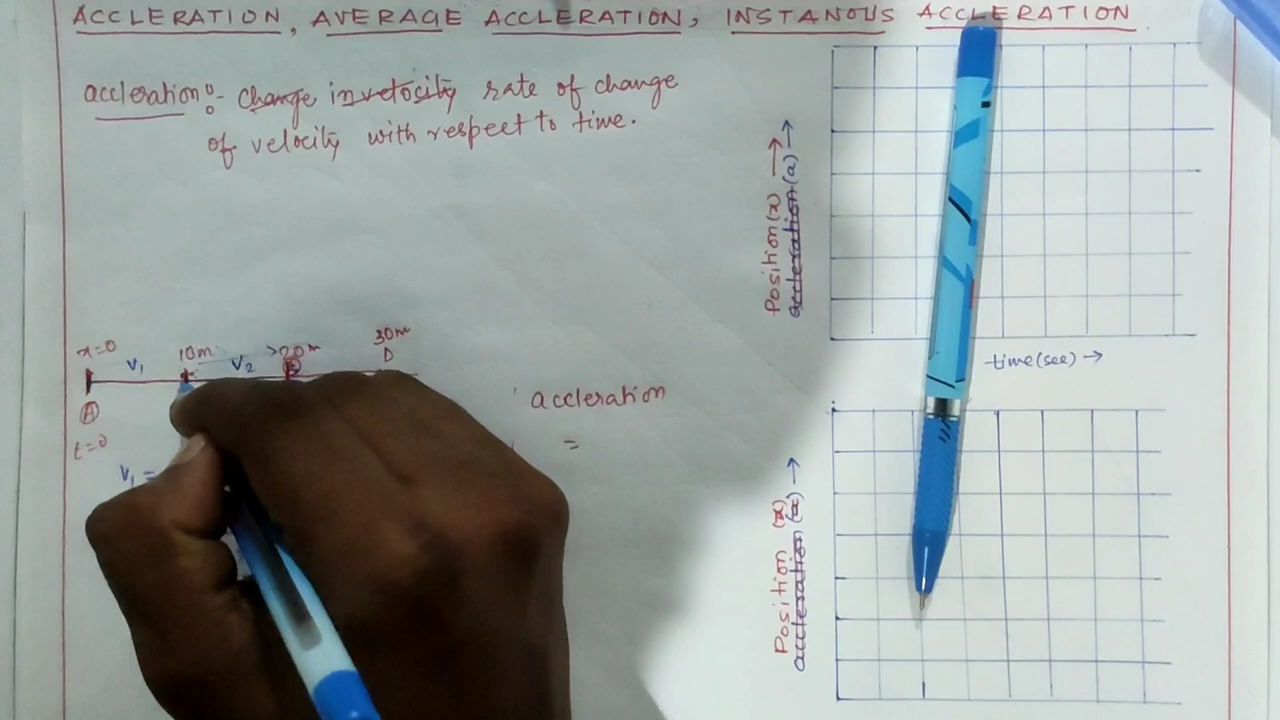 ACCLERATION, AVERAGE ACCLERATION, INSTANOUS ACCLERATION
accleration:- change in velocity rate of change
of velocity with respect to time.
x=0
V1
10m
V2
20m
30m
D
A
B
t=0
V1 =
accleration
=
Position (x)
accleration (a)
time (sec)
Position (x)
accleration (a)